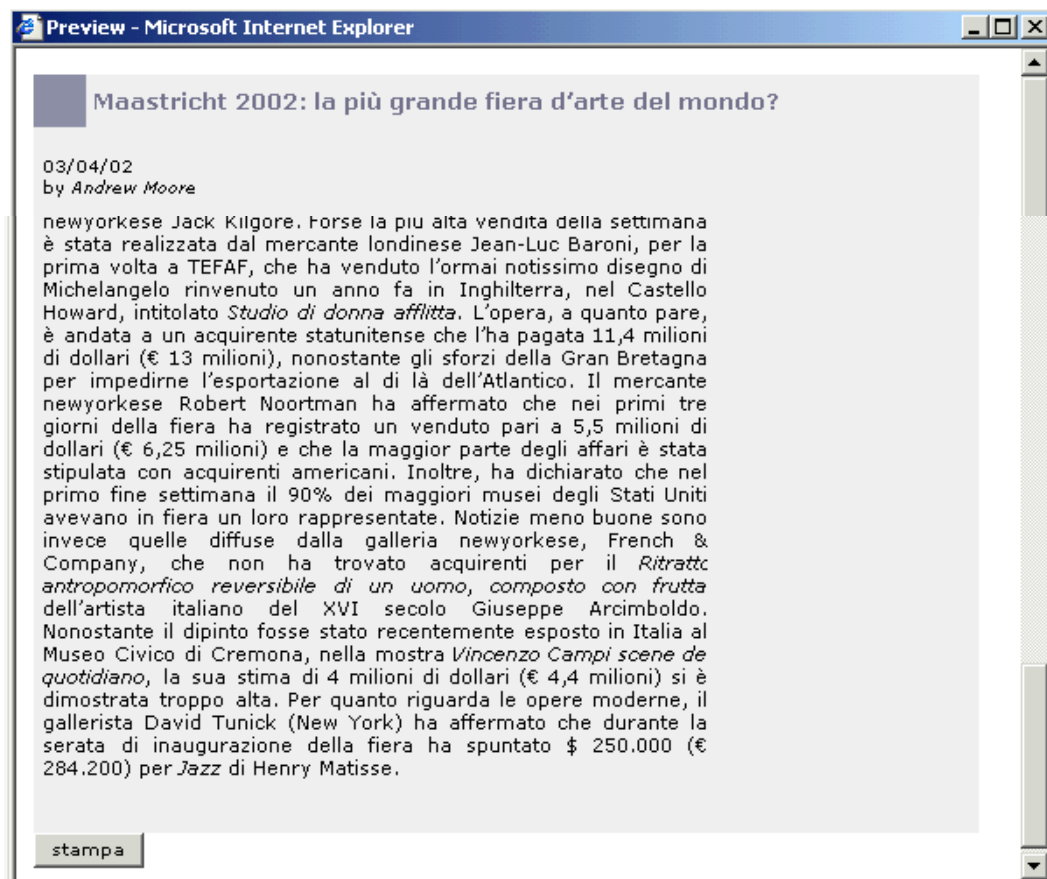 Preview - Microsoft Internet Explorer
Maastricht 2002: la più grande fiera d'arte del mondo?
03/04/02
by Andrew Moore
newyorkese Jack Kilgore. Forse la più alta vendita della settimana
è stata realizzata dal mercante londinese Jean-Luc Baroni, per la
prima volta a TEFAF, che ha venduto l'ormai notissimo disegno di
Michelangelo rinvenuto un anno fa in Inghilterra, nel Castello
Howard, intitolato Studio di donna afflitta. L'opera, a quanto pare,
è andata a un acquirente statunitense che l'ha pagata 11,4 milioni
di dollari (€ 13 milioni), nonostante gli sforzi della Gran Bretagna
per impedirne l'esportazione al di là dell'Atlantico. Il mercante
newyorkese Robert Noortman ha affermato che nei primi tre
giorni della fiera ha registrato un venduto pari a 5,5 milioni di
dollari (€ 6,25 milioni) e che la maggior parte degli affari è stata
stipulata con acquirenti americani. Inoltre, ha dichiarato che nel
primo fine settimana il 90% dei maggiori musei degli Stati Uniti
avevano in fiera un loro rappresentate. Notizie meno buone sono
invece quelle diffuse dalla galleria newyorkese, French &
Company, che non ha trovato acquirenti per il Ritratto
antropomorfico reversibile di un uomo, composto con frutta
dell'artista italiano del XVI secolo Giuseppe Arcimboldo.
Nonostante il dipinto fosse stato recentemente esposto in Italia al
Museo Civico di Cremona, nella mostra Vincenzo Campi scene de
quotidiano, la sua stima di 4 milioni di dollari (€ 4,4 milioni) si è
dimostrata troppo alta. Per quanto riguarda le opere moderne, il
gallerista David Tunick (New York) ha affermato che durante la
serata di inaugurazione della fiera ha spuntato $ 250.000 (€
284.200) per Jazz di Henry Matisse.
stampa